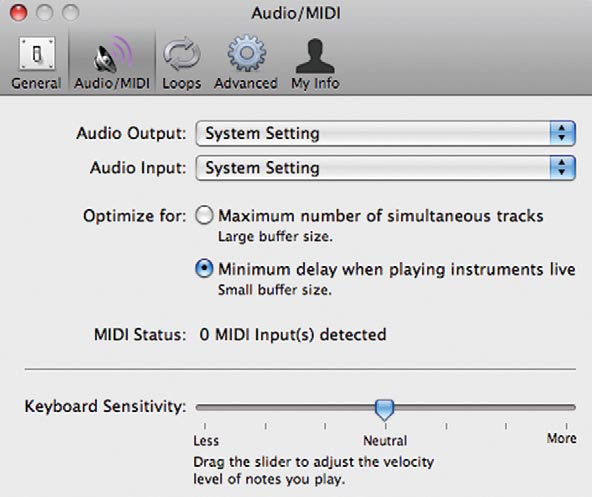 Audio/MIDI
General Audio/MIDI Loops Advanced My Info
Audio Output: System Setting
Audio Input: System Setting
Optimize for: Maximum number of simultaneous tracks
Large buffer size.
Minimum delay when playing instruments live
Small buffer size.
MIDI Status: 0 MIDI Input(s) detected
Keyboard Sensitivity:
Less Neutral More
Drag the slider to adjust the velocity
level of notes you play.